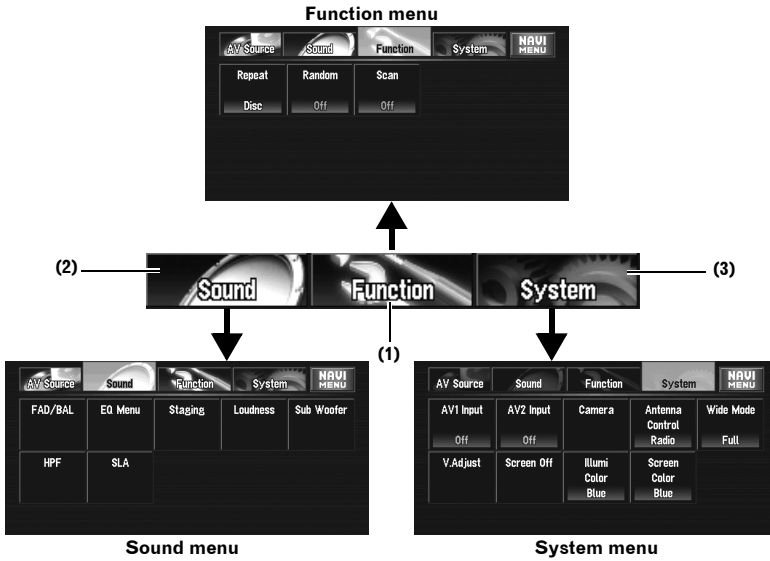 Function menu
AV Source Sound Function System NAVI MENU
Repeat Random Scan
Disc Off Off
(2) Sound Function System (3)
(1)
AV Source Sound Function System NAVI MENU
FAD/BAL EQ Menu Staging Loudness Sub Woofer
HPF SLA
Sound menu
AV Source Sound Function System NAVI MENU
AV1 Input AV2 Input Camera Antenna Control Wide Mode
Off Off Radio Full
V.Adjust Screen Off Illumi Color Screen Color
Blue Blue
System menu